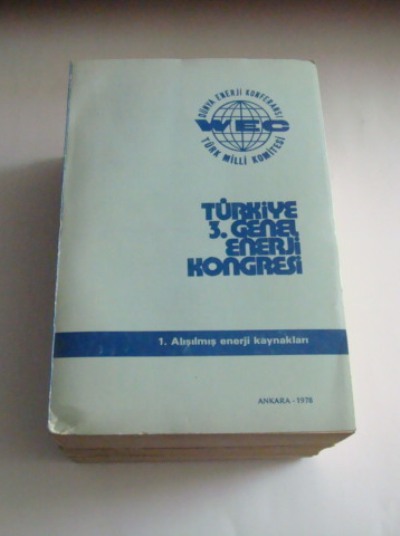 DÜNYA ENERJİ KONFERANSI
WEC
TÜRK MİLLİ KOMİTESİ
TÜRKİYE
3. GENEL
ENERJİ
KONGRESİ
1. Alışılmış enerji kaynakları
ANKARA - 1978